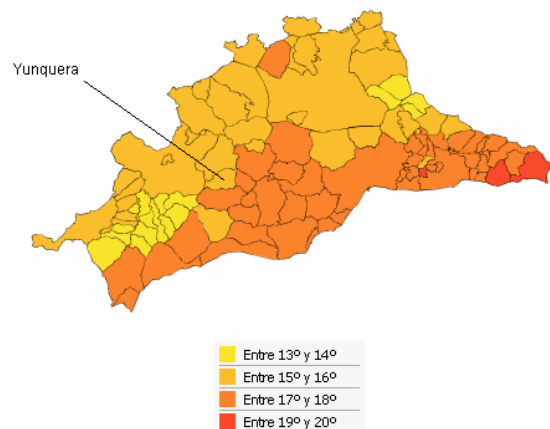 Yunquera
Entre 13º y 14º
Entre 15º y 16º
Entre 17º y 18º
Entre 19º y 20º